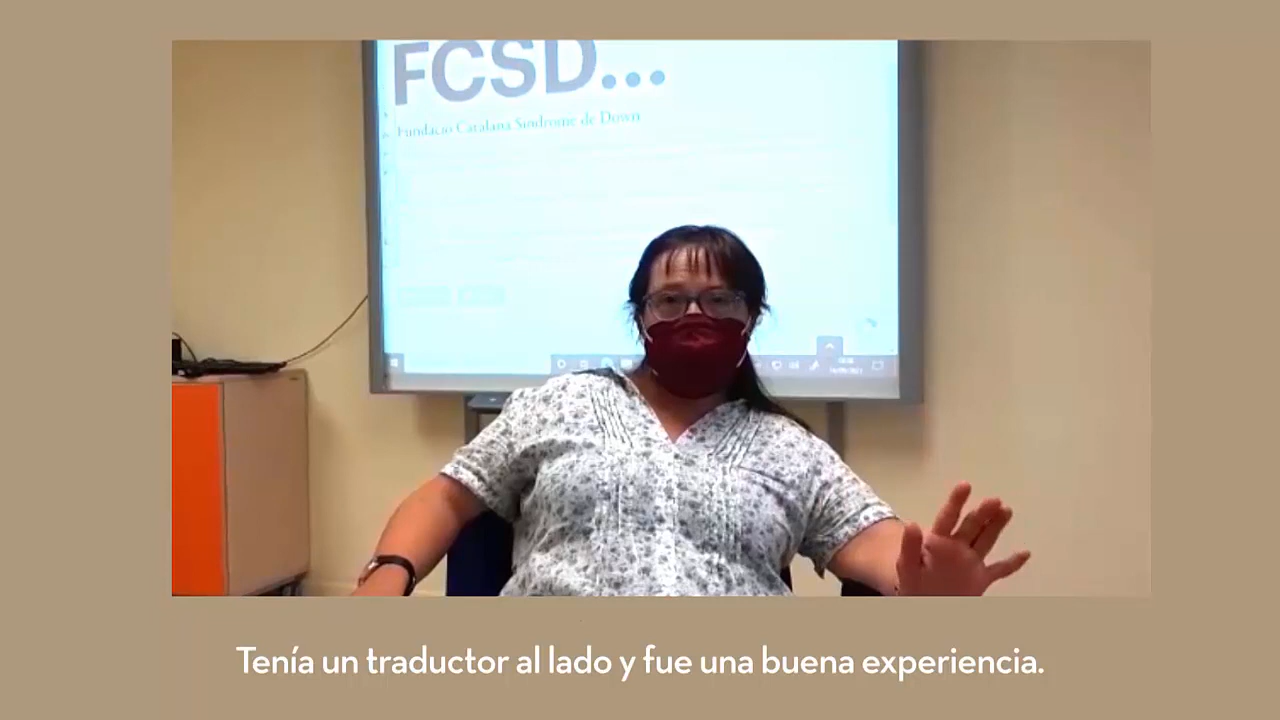 FCSD...
Fundació Catalana Síndrome de Down
Tenía un traductor al lado y fue una buena experiencia.